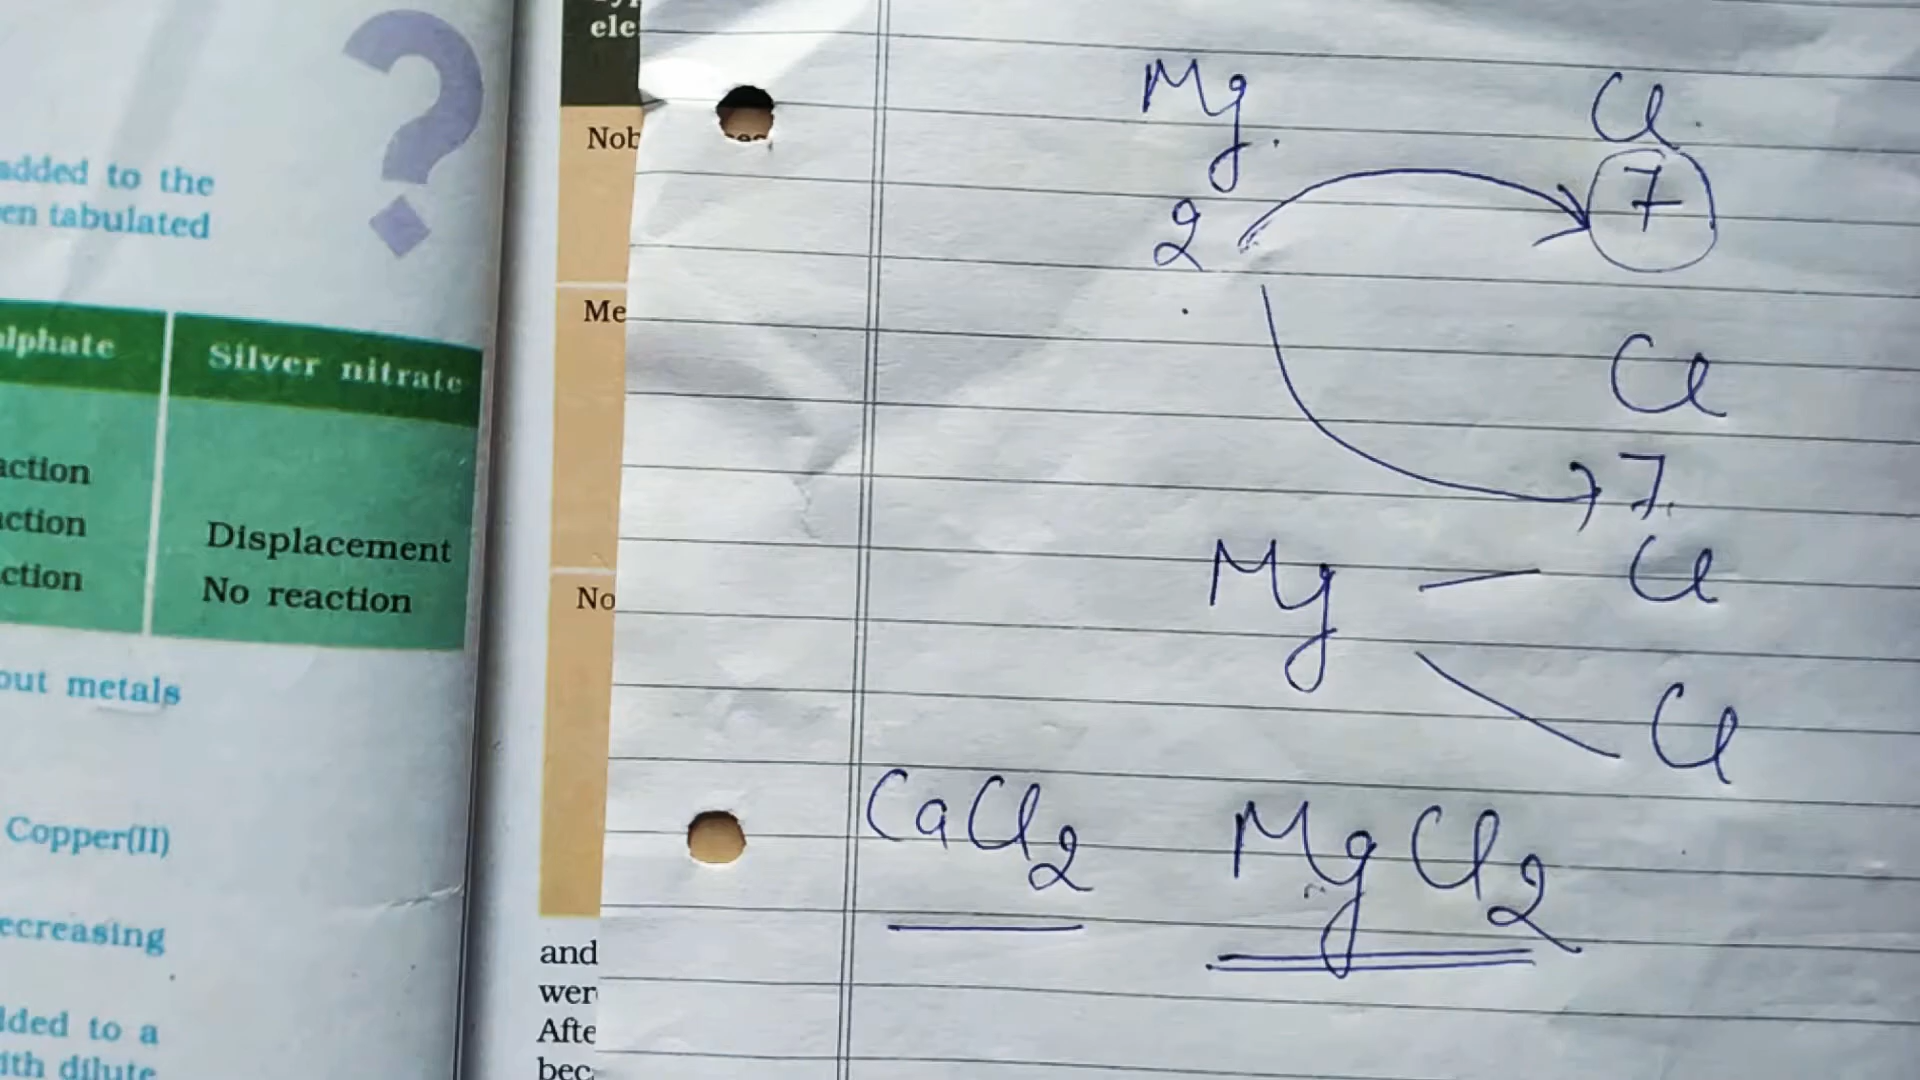 added to the
en tabulated
lphate Silver nitrate
action
action Displacement
ction No reaction
out metals
Copper(II)
ecreasing
dded to a
ith dilute
ele
Nob
Me
No
and
wer
Afte
bec
Mg Cl
2 7
Cl
7
Mg Cl
Cl
CaCl₂ MgCl₂